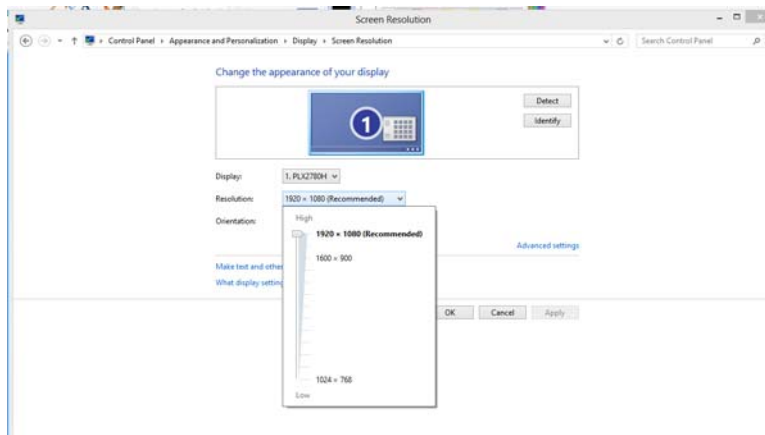 Screen Resolution
Control Panel ▸ Appearance and Personalization ▸ Display ▸ Screen Resolution
Search Control Panel
Change the appearance of your display
1
Detect
Identify
Display: 1. PLX2780H
Resolution: 1920 × 1080 (Recommended)
Orientation:
High
1920 × 1080 (Recommended)
1600 × 900
1024 × 768
Low
Advanced settings
Make text and other
What display setting
OK Cancel Apply